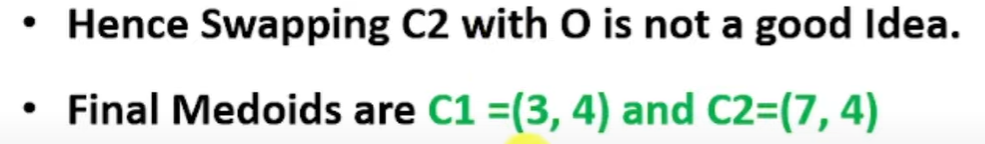 • Hence Swapping C2 with O is not a good Idea.
• Final Medoids are C1 =(3, 4) and C2=(7, 4)